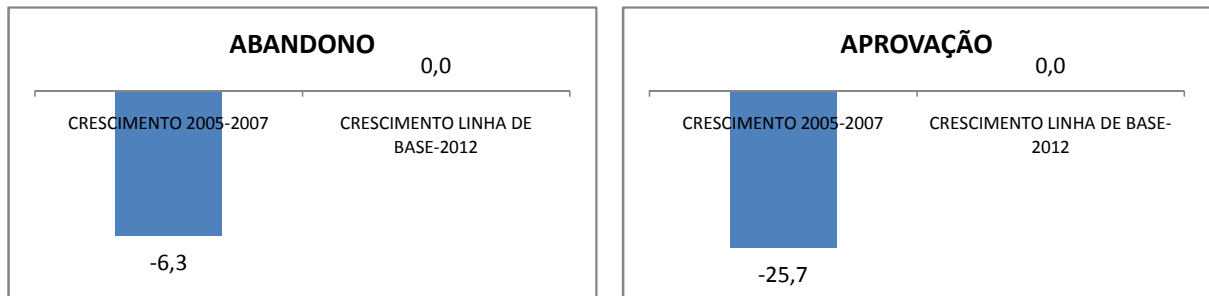 ABANDONO
0,0
CRESCIMENTO 2005-2007
CRESCIMENTO LINHA DE
BASE-2012
-6,3
APROVAÇÃO
0,0
CRESCIMENTO 2005-2007
CRESCIMENTO LINHA DE BASE-
2012
-25,7